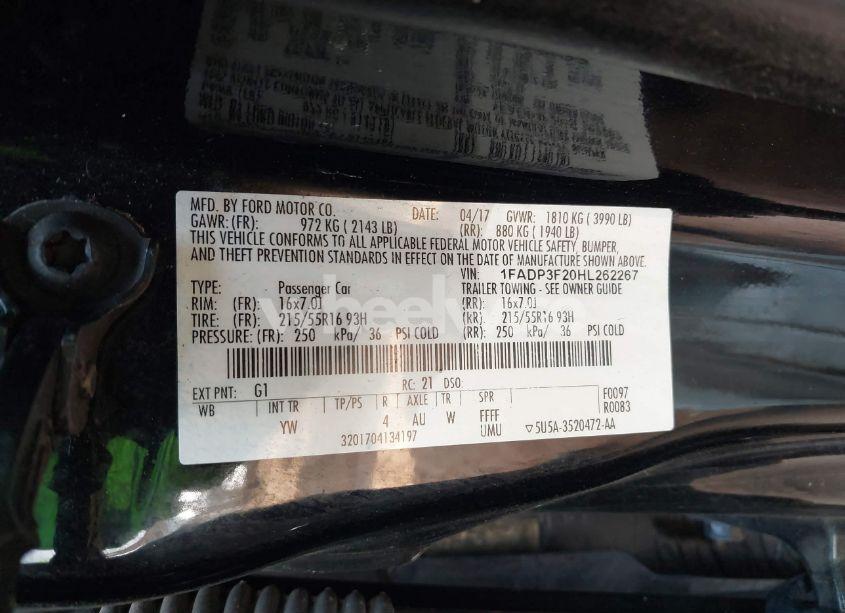 MFD. BY FORD MOTOR CO. DATE: 04/17 GVWR: 1810 KG ( 3990 LB)
GAWR: (FR): 972 KG ( 2143 LB) (RR): 880 KG ( 1940 LB)
THIS VEHICLE CONFORMS TO ALL APPLICABLE FEDERAL MOTOR VEHICLE SAFETY, BUMPER,
AND THEFT PREVENTION STANDARDS IN EFFECT ON THE DATE OF MANUFACTURE SHOWN ABOVE.
VIN: 1FADP3F20HL262267
TYPE: Passenger Car TRAILER TOWING - SEE OWNER GUIDE
RIM: (FR): 16x7.0J (RR): 16x7.0J
TIRE: (FR): 215/55R16 93H (RR): 215/55R16 93H
PRESSURE: (FR): 250 kPa/ 36 PSI COLD (RR): 250 kPa/ 36 PSI COLD
EXT PNT: G1 RC: 21 DSO: F0097
WB INT TR TP/PS R AXLE TR SPR R0083
YW 4 AU W FFFF
3201704134197 UMU ▽5U5A-3520472-AA